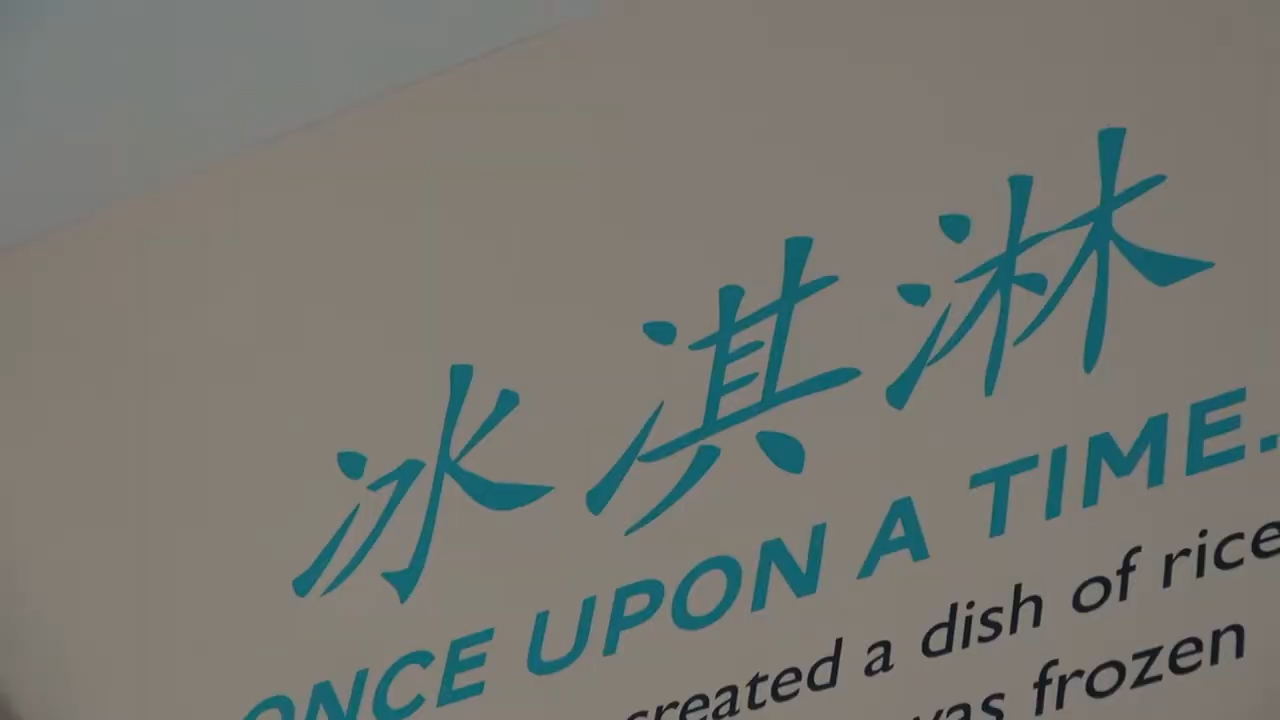 冰淇淋
ONCE UPON A TIME.
created a dish of rice
was frozen